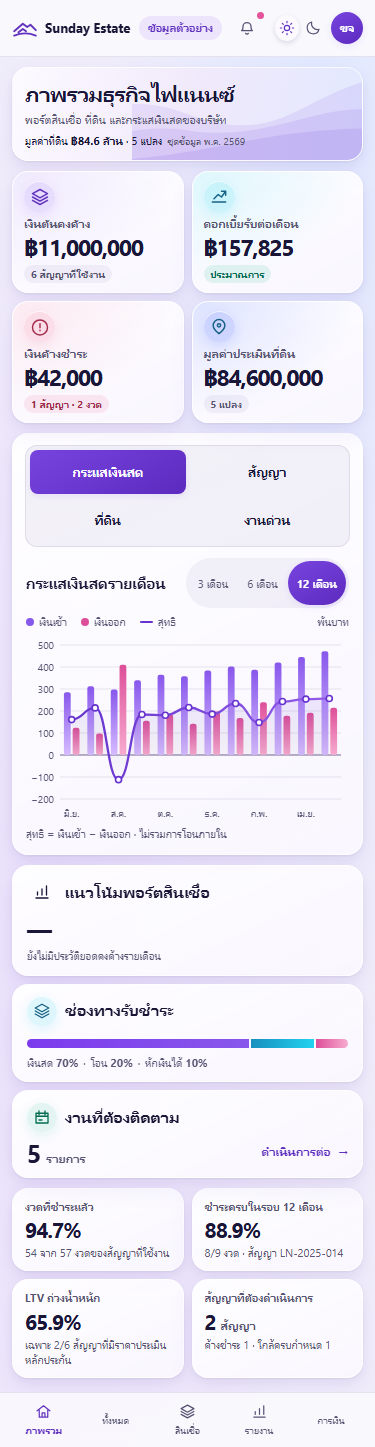 Sunday Estate
ข้อมูลตัวอย่าง
ขจ
ภาพรวมธุรกิจไฟแนนซ์
พอร์ตสินเชื่อ ที่ดิน และกระแสเงินสดของบริษัท
มูลค่าที่ดิน ฿84.6 ล้าน · 5 แปลง ชุดข้อมูล พ.ค. 2569
เงินต้นคงค้าง
฿11,000,000
6 สัญญาที่ใช้งาน
ดอกเบี้ยรับต่อเดือน
฿157,825
ประมาณการ
เงินค้างชำระ
฿42,000
1 สัญญา · 2 งวด
มูลค่าประเมินที่ดิน
฿84,600,000
5 แปลง
กระแสเงินสด
สัญญา
ที่ดิน
งานด่วน
กระแสเงินสดรายเดือน
3 เดือน
6 เดือน
12 เดือน
เงินเข้า
เงินออก
สุทธิ
พันบาท
500
400
300
200
100
0
−100
−200
มิ.ย.
ส.ค.
ต.ค.
ธ.ค.
ก.พ.
เม.ย.
สุทธิ = เงินเข้า − เงินออก · ไม่รวมการโอนภายใน
แนวโน้มพอร์ตสินเชื่อ
—
ยังไม่มีประวัติยอดคงค้างรายเดือน
ช่องทางรับชำระ
เงินสด 70% · โอน 20% · หักเงินได้ 10%
งานที่ต้องติดตาม
5 รายการ
ดำเนินการต่อ →
งวดที่ชำระแล้ว
94.7%
54 จาก 57 งวดของสัญญาที่ใช้งาน
ชำระครบในรอบ 12 เดือน
88.9%
8/9 งวด · สัญญา LN-2025-014
LTV ถ่วงน้ำหนัก
65.9%
เฉพาะ 2/6 สัญญาที่มีราคาประเมิน
หลักประกัน
สัญญาที่ต้องดำเนินการ
2 สัญญา
ค้างชำระ 1 · ใกล้ครบกำหนด 1
ภาพรวม
ทั้งหมด
สินเชื่อ
รายงาน
การเงิน